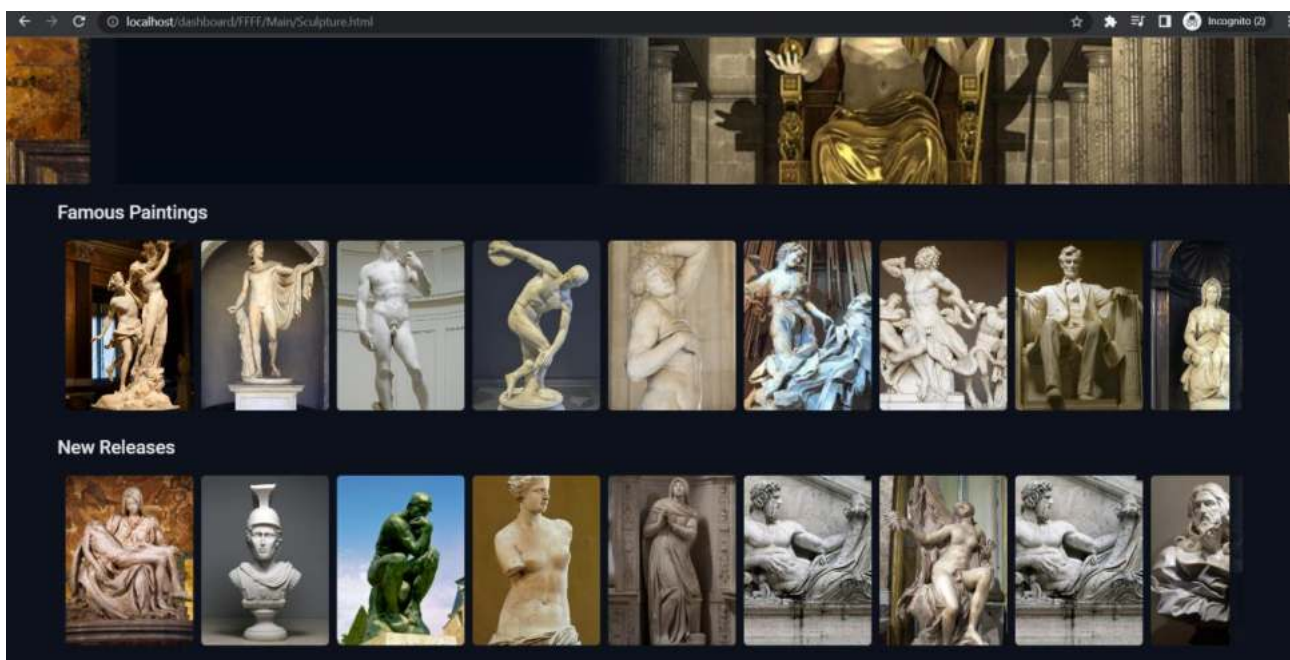 localhost/dashboard/FFFF/Main/Sculpture.html
Incognito (2)
Famous Paintings
New Releases